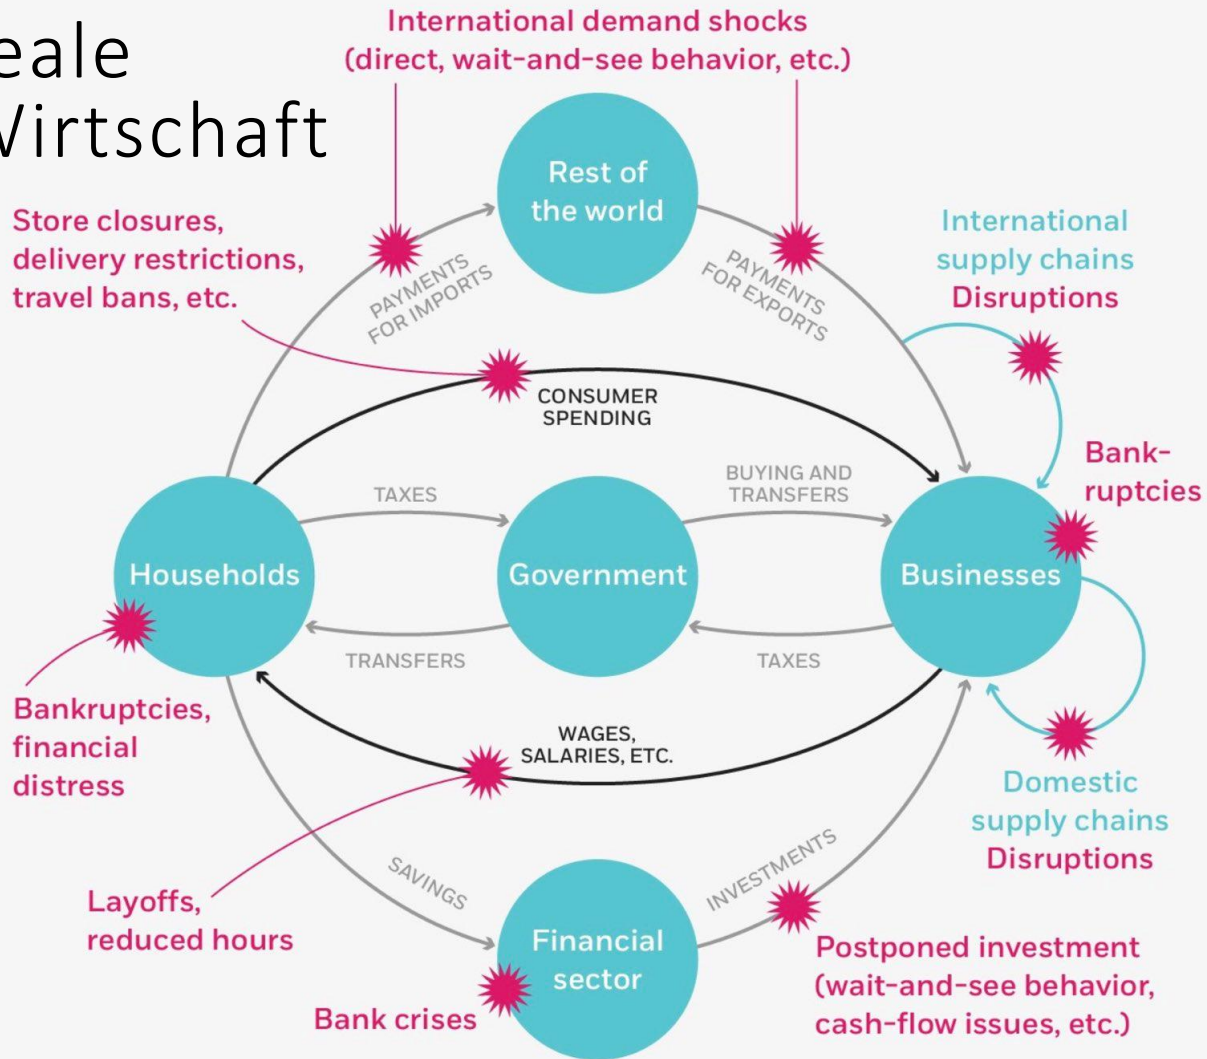 eale
Wirtschaft
International demand shocks
(direct, wait-and-see behavior, etc.)
Rest of
the world
Store closures,
delivery restrictions,
travel bans, etc.
International
supply chains
Disruptions
PAYMENTS
FOR IMPORTS
PAYMENTS
FOR EXPORTS
CONSUMER
SPENDING
Bank-
ruptcies
TAXES
BUYING AND
TRANSFERS
Households
Government
Businesses
TRANSFERS
TAXES
Bankruptcies,
financial
distress
WAGES,
SALARIES, ETC.
Domestic
supply chains
Disruptions
Layoffs,
reduced hours
SAVINGS
INVESTMENTS
Financial
sector
Bank crises
Postponed investment
(wait-and-see behavior,
cash-flow issues, etc.)